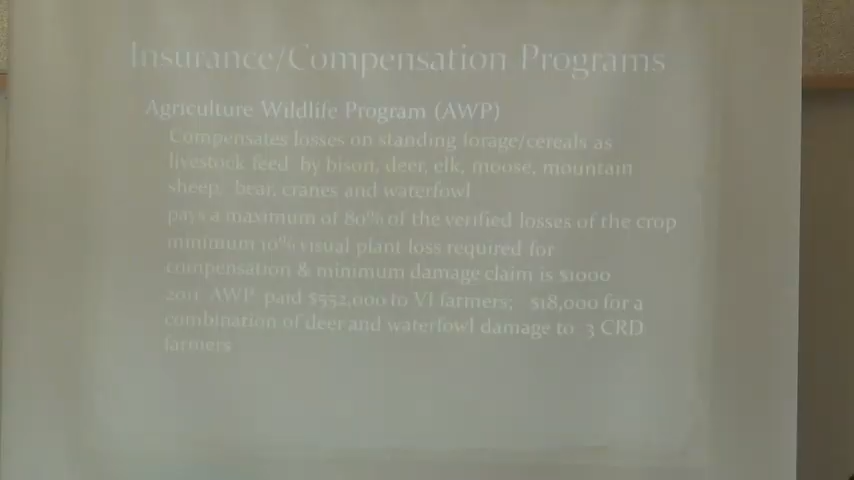 Insurance/Compensation Programs
Agriculture Wildlife Program (AWP)
Compensates losses on standing forage/cereals as
livestock feed by bison, deer, elk, moose, mountain
sheep, bear, cranes and waterfowl
pays a maximum of 80% of the verified losses of the crop
minimum 10% visual plant loss required for
compensation & minimum damage claim is $1000
2011 AWP paid $552,000 to VI farmers; $18,000 for a
combination of deer and waterfowl damage to 3 CRD
farmers